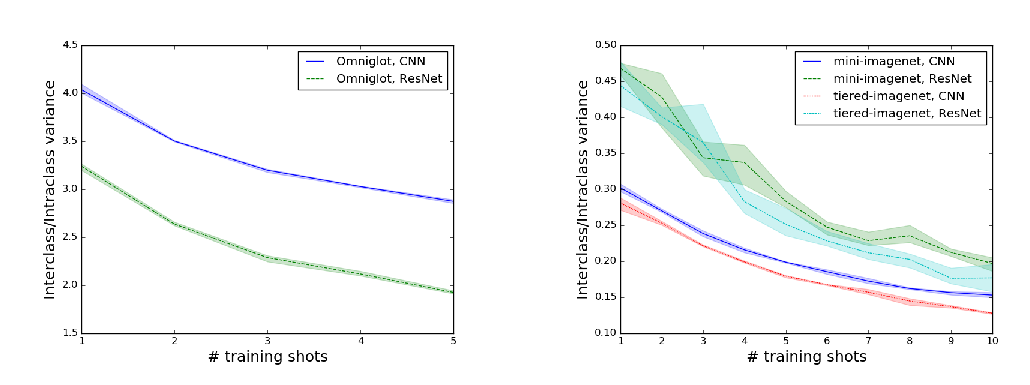 Interclass/Intraclass variance
4.5
4.0
3.5
3.0
2.5
2.0
1.5
Omniglot, CNN
Omniglot, ResNet
1 2 3 4 5
# training shots
Interclass/Intraclass variance
0.50
0.45
0.40
0.35
0.30
0.25
0.20
0.15
0.10
mini-imagenet, CNN
mini-imagenet, ResNet
tiered-imagenet, CNN
tiered-imagenet, ResNet
1 2 3 4 5 6 7 8 9 10
# training shots